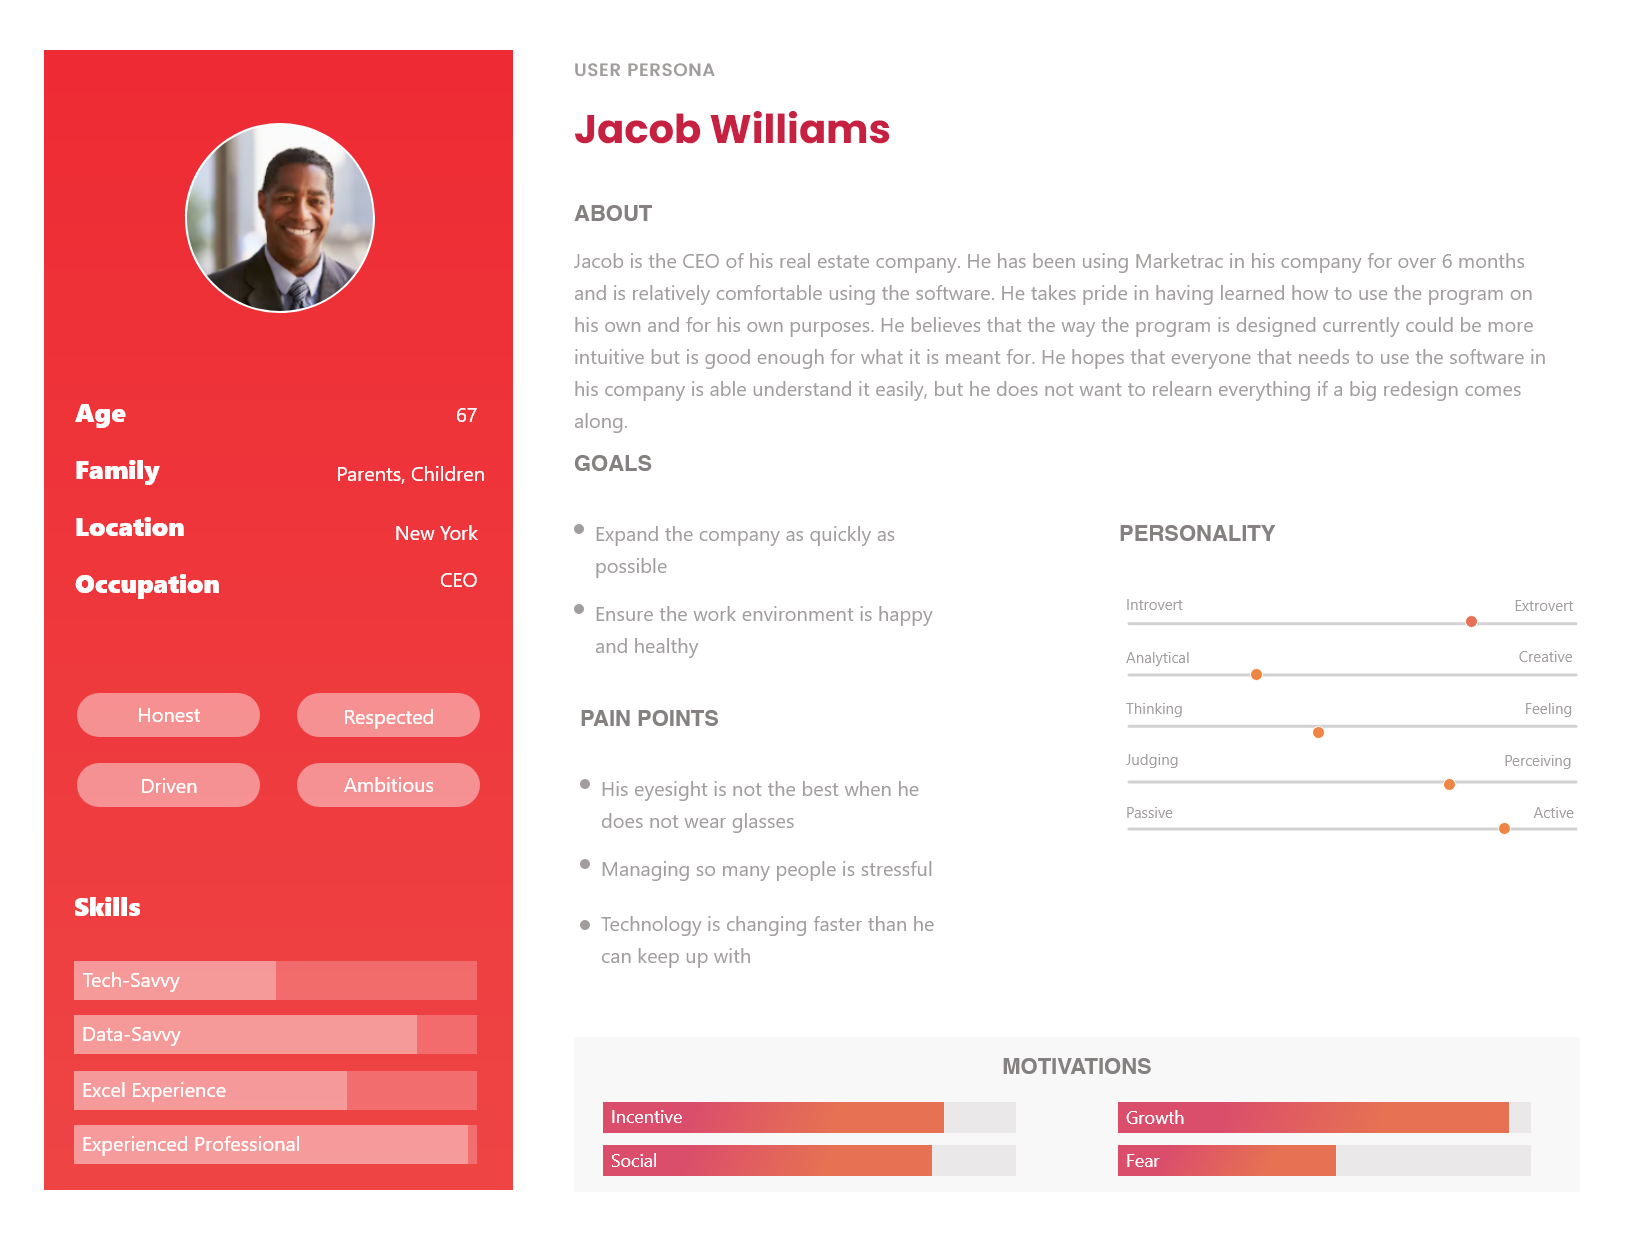 USER PERSONA
Jacob Williams
ABOUT
Jacob is the CEO of his real estate company. He has been using Marketrac in his company for over 6 months
and is relatively comfortable using the software. He takes pride in having learned how to use the program on
his own and for his own purposes. He believes that the way the program is designed currently could be more
intuitive but is good enough for what it is meant for. He hopes that everyone that needs to use the software in
his company is able understand it easily, but he does not want to relearn everything if a big redesign comes
along.
Age 67
Family Parents, Children
Location New York
Occupation CEO
Honest Respected
Driven Ambitious
Skills
Tech-Savvy
Data-Savvy
Excel Experience
Experienced Professional
GOALS
Expand the company as quickly as
possible
Ensure the work environment is happy
and healthy
PAIN POINTS
His eyesight is not the best when he
does not wear glasses
Managing so many people is stressful
Technology is changing faster than he
can keep up with
PERSONALITY
Introvert Extrovert
Analytical Creative
Thinking Feeling
Judging Perceiving
Passive Active
MOTIVATIONS
Incentive Growth
Social Fear